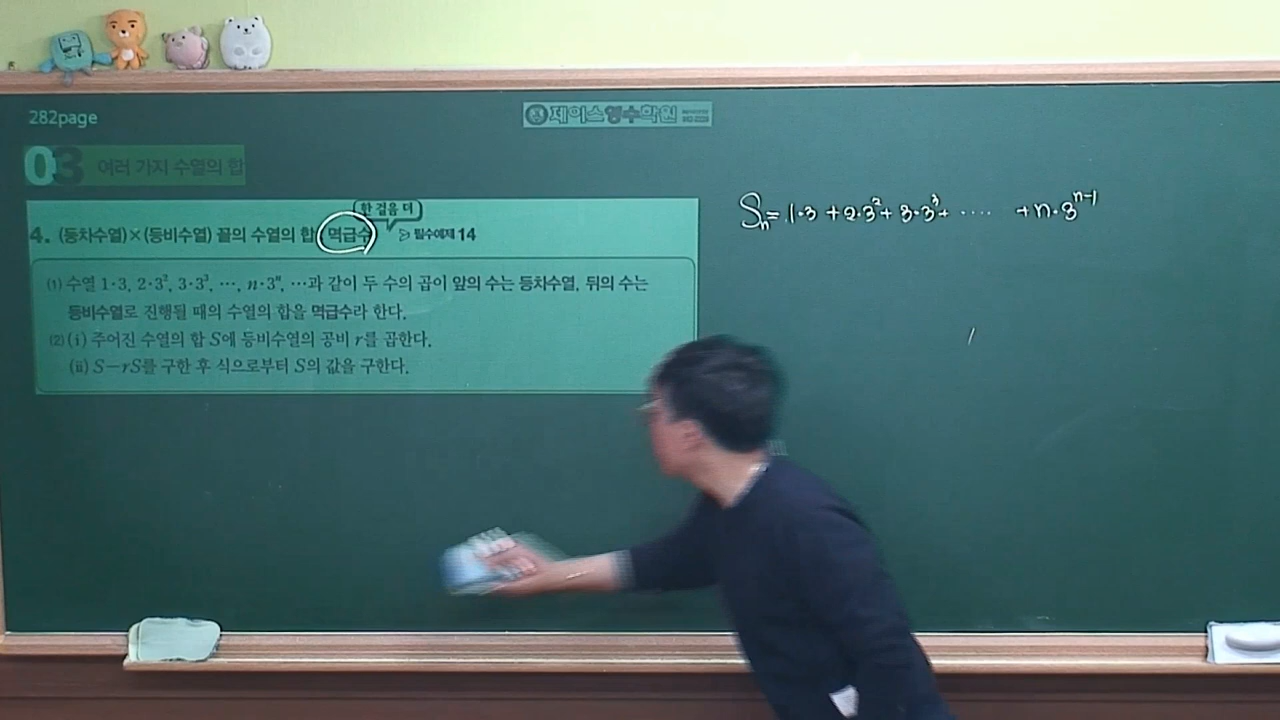 282page
제이스영수학원
03 여러 가지 수열의 합
한 걸음 더
4. (등차수열)×(등비수열) 꼴의 수열의 합 멱급수 필수예제 14
(1) 수열 1·3, 2·3², 3·3³, ⋯, n·3ⁿ, ⋯과 같이 두 수의 곱이 앞의 수는 등차수열, 뒤의 수는
등비수열로 진행될 때의 수열의 합을 멱급수라 한다.
(2) (i) 주어진 수열의 합 S에 등비수열의 공비 r를 곱한다.
(ii) S−rS를 구한 후 식으로부터 S의 값을 구한다.
Sn = 1·3 + 2·3² + 3·3³ + ⋯⋯ + n·3ⁿ⁻¹